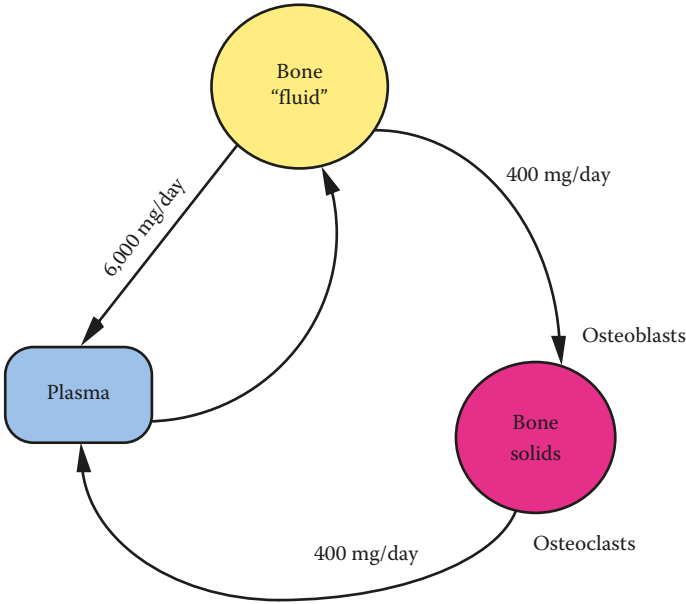 Bone
“fluid”
400 mg/day
6,000 mg/day
Osteoblasts
Plasma
Bone
solids
Osteoclasts
400 mg/day